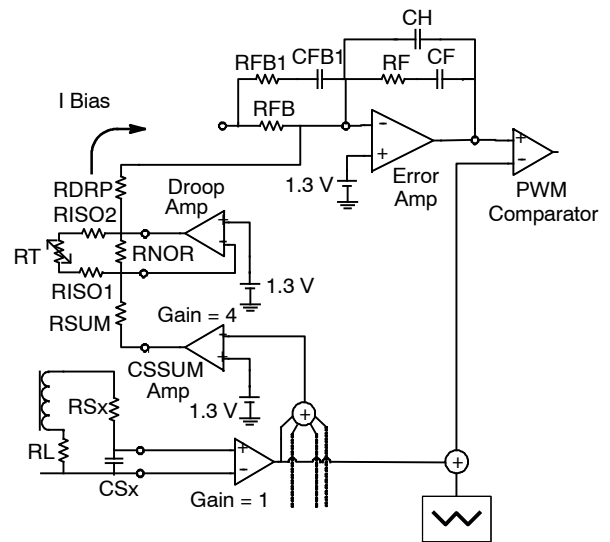 CH
RFB1
CFB1
RF
CF
I Bias
RFB
-
+
1.3 V
Error
Amp
+
-
PWM
Comparator
RDRP
Droop
Amp
RISO2
RT
RNOR
+
-
1.3 V
RISO1
RSUM
Gain = 4
+
+
CSSUM
Amp
1.3 V
RSx
RL
CSx
+
-
Gain = 1
+
+